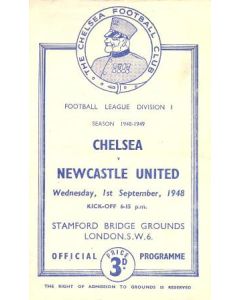 THE CHELSEA FOOTBALL CLUB
FOOTBALL LEAGUE DIVISION I
SEASON 1948-1949
CHELSEA
v
NEWCASTLE UNITED
Wednesday, 1st September, 1948
KICK-OFF 6-15 p.m.
STAMFORD BRIDGE GROUNDS
LONDON. S.W.6.
OFFICIAL PRICE 3D PROGRAMME
THE RIGHT OF ADMISSION TO GROUNDS IS RESERVED